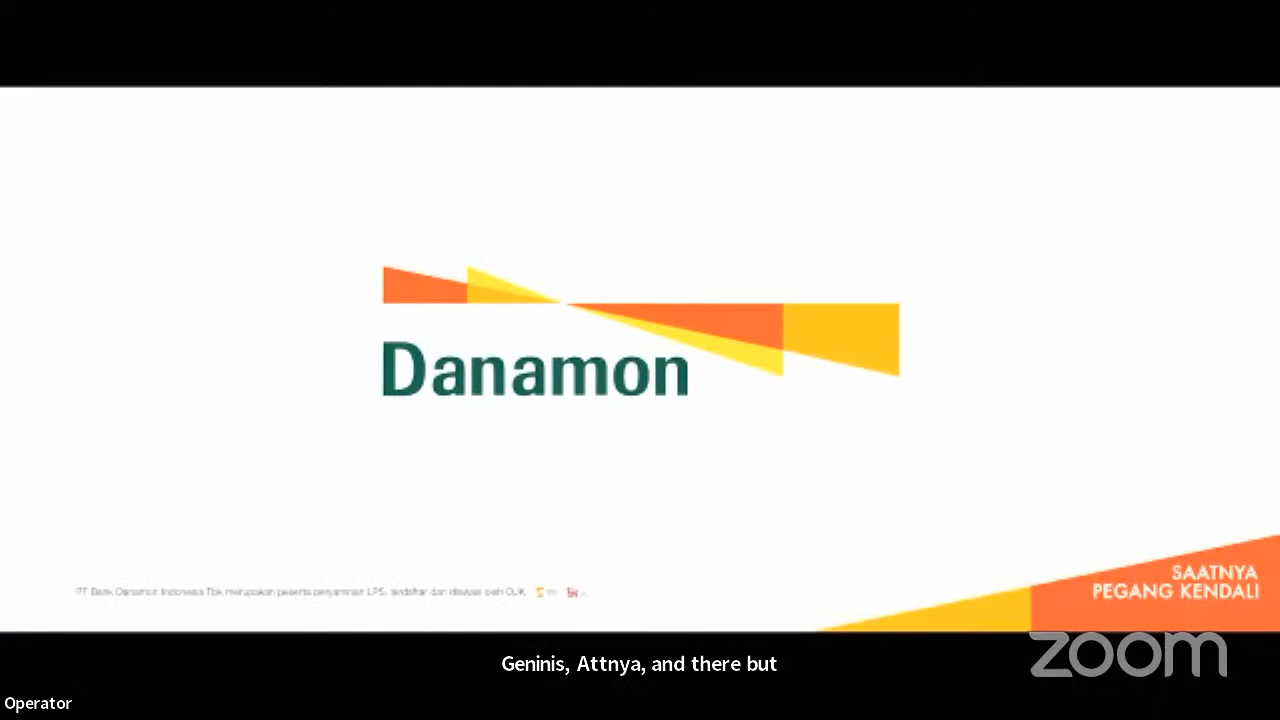 Danamon
PT Bank Danamon Indonesia Tbk merupakan peserta penjaminan LPS, terdaftar dan diawasi oleh OJK
SAATNYA
PEGANG KENDALI
zoom
Geninis, Attnya, and there but
Operator